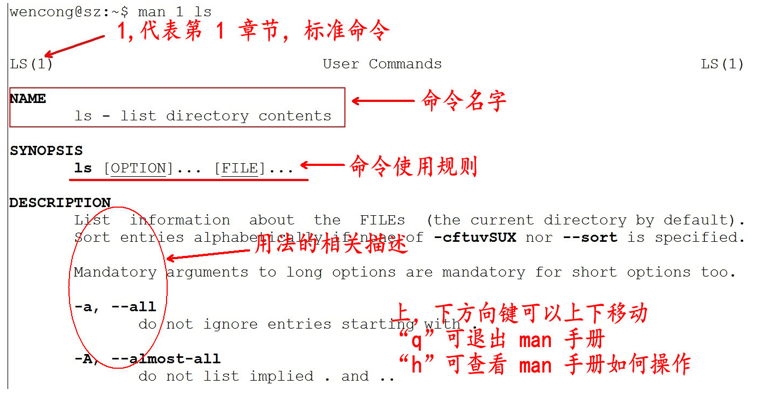 wencong@sz:~$ man 1 ls
1,代表第 1 章节，标准命令
LS(1) User Commands LS(1)
NAME
ls - list directory contents
命令名字
SYNOPSIS
ls [OPTION]... [FILE]...
命令使用规则
DESCRIPTION
List information about the FILEs (the current directory by default).
Sort entries alphabetically if none of -cftuvSUX nor --sort is specified.
用法的相关描述
Mandatory arguments to long options are mandatory for short options too.
-a, --all
do not ignore entries starting with .
-A, --almost-all
do not list implied . and ..
上，下方向键可以上下移动
“q”可退出 man 手册
“h”可查看 man 手册如何操作